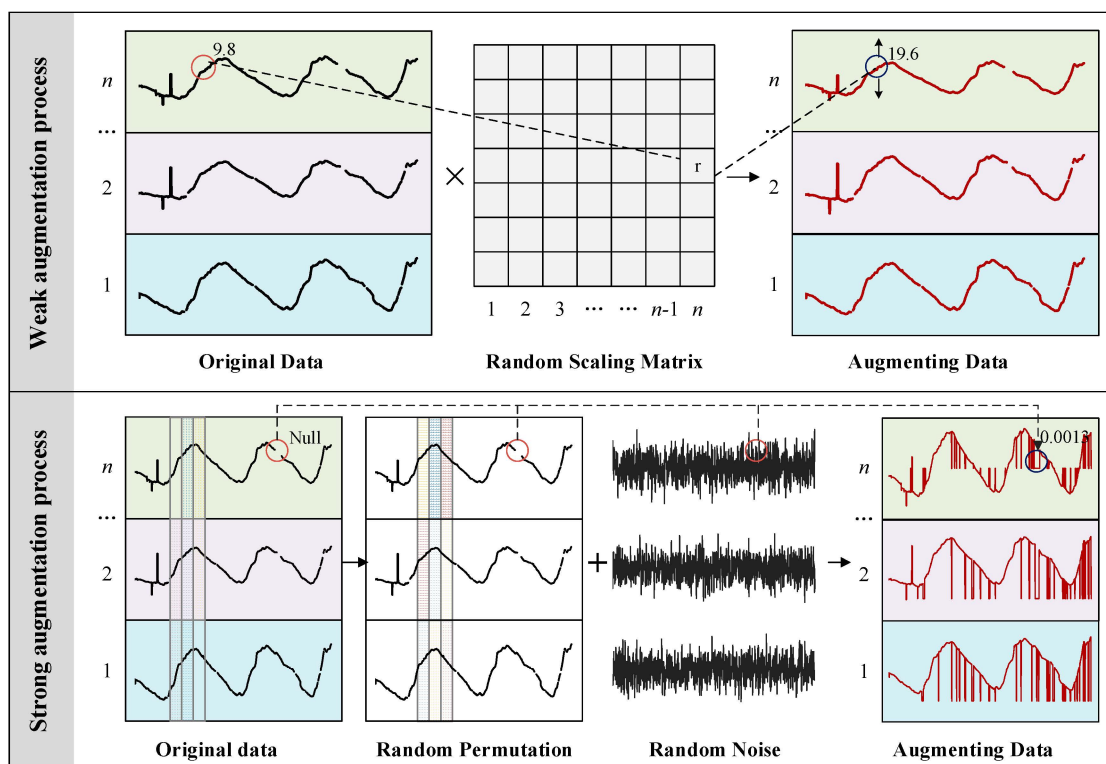 Weak augmentation process
n
...
2
1
9.8
×
r
1 2 3 ... ... n-1 n
n
...
2
1
19.6
Original Data
Random Scaling Matrix
Augmenting Data
Strong augmentation process
n
...
2
1
Null
+
n
...
2
1
0.0013
Original data
Random Permutation
Random Noise
Augmenting Data